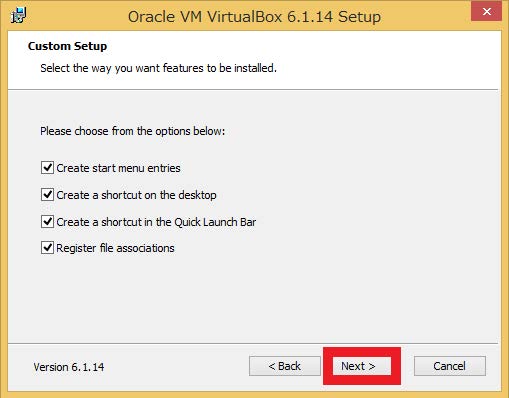 Oracle VM VirtualBox 6.1.14 Setup
Custom Setup
Select the way you want features to be installed.
Please choose from the options below:
Create start menu entries
Create a shortcut on the desktop
Create a shortcut in the Quick Launch Bar
Register file associations
Version 6.1.14
< Back
Next >
Cancel